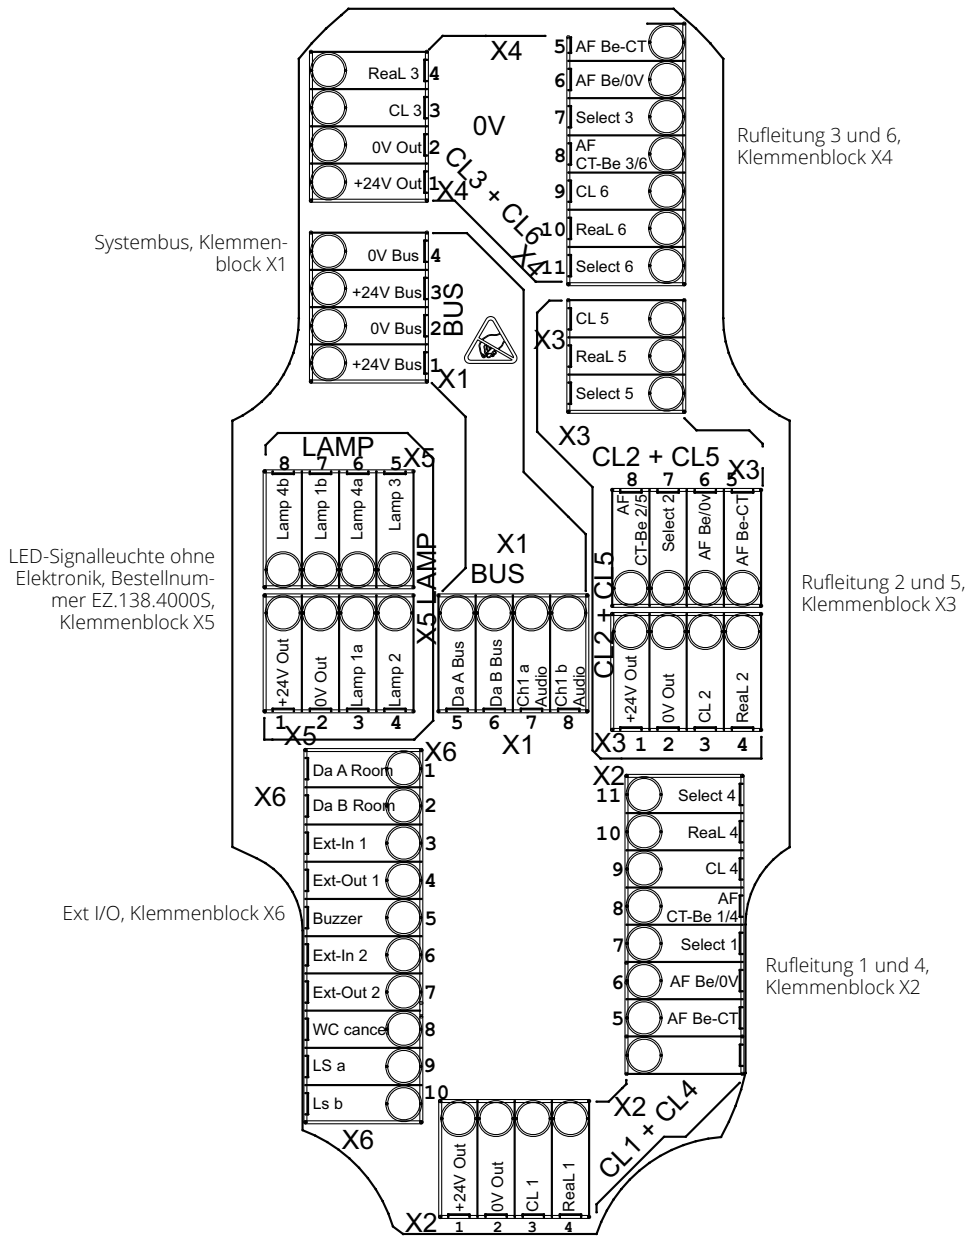 X4
5 AF Be-CT
6 AF Be/0V
7 Select 3
8 AF
CT-Be 3/6
9 CL 6
10 ReaL 6
11 Select 6
Rufleitung 3 und 6,
Klemmenblock X4
ReaL 3 4
CL 3 3
0V Out 2
+24V Out 1
X4
0V
CL3 + CL6
X4
Systembus, Klemmen-
block X1
0V Bus 4
+24V Bus 3
0V Bus 2
+24V Bus 1
BUS
X1
CL 5
ReaL 5
Select 5
X3
X3
CL2 + CL5
X3
8 7 6 5
AF
CT-Be 2/5
Select 2
AF Be/0v
AF Be-CT
CL2 + CL5
Rufleitung 2 und 5,
Klemmenblock X3
+24V Out
0V Out
CL 2
ReaL 2
X3 1 2 3 4
LAMP
X5
8 7 6 5
Lamp 4b
Lamp 1b
Lamp 4a
Lamp 3
X5 LAMP
LED-Signalleuchte ohne
Elektronik, Bestellnum-
mer EZ.138.4000S,
Klemmenblock X5
+24V Out
0V Out
Lamp 1a
Lamp 2
1 2 3 4
X5
X1
BUS
Da A Bus
Da B Bus
Ch1 a
Audio
Ch1 b
Audio
5 6 7 8
X1
X6
X6
Da A Room 1
Da B Room 2
Ext-In 1 3
Ext-Out 1 4
Buzzer 5
Ext-In 2 6
Ext-Out 2 7
WC cance 8
LS a 9
Ls b 10
X6
Ext I/O, Klemmenblock X6
X2
11 Select 4
10 ReaL 4
9 CL 4
8 AF
CT-Be 1/4
7 Select 1
6 AF Be/0V
5 AF Be-CT
Rufleitung 1 und 4,
Klemmenblock X2
X2
CL1 + CL4
+24V Out
0V Out
CL 1
ReaL 1
X2 1 2 3 4